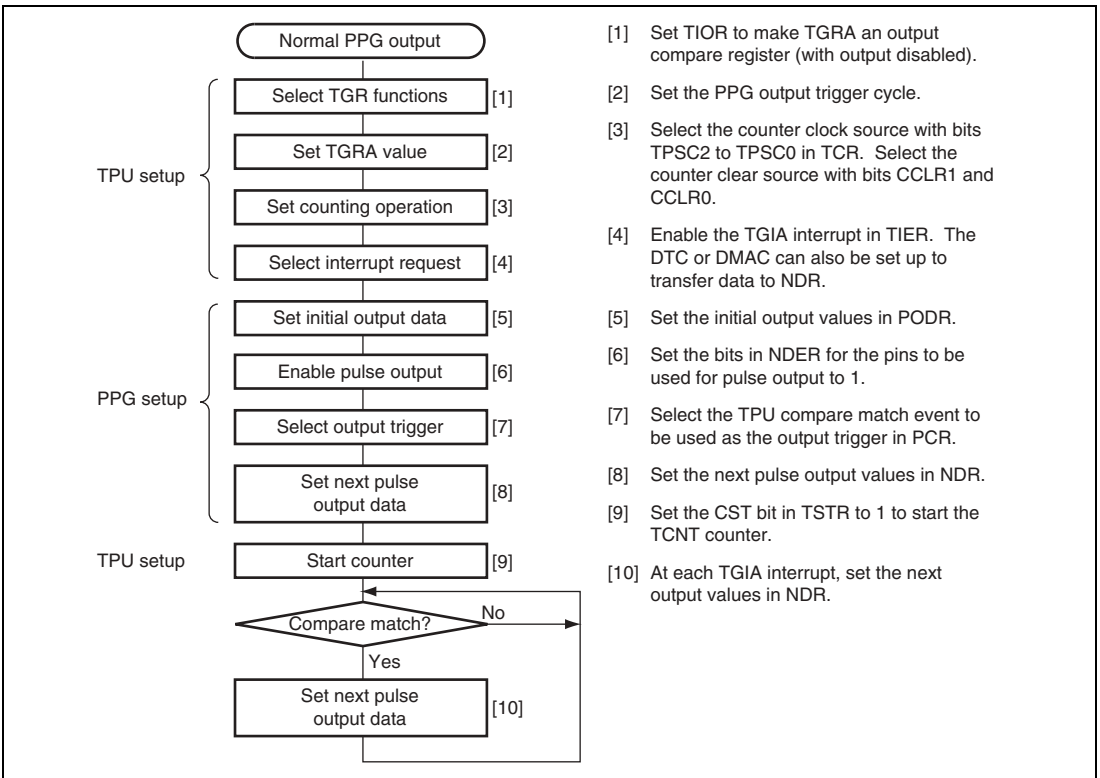 Normal PPG output
Select TGR functions
[1]
Set TGRA value
[2]
TPU setup
Set counting operation
[3]
Select interrupt request
[4]
Set initial output data
[5]
Enable pulse output
[6]
PPG setup
Select output trigger
[7]
Set next pulse
output data
[8]
TPU setup
Start counter
[9]
Compare match?
No
Yes
Set next pulse
output data
[10]
[1] Set TIOR to make TGRA an output
compare register (with output disabled).
[2] Set the PPG output trigger cycle.
[3] Select the counter clock source with bits
TPSC2 to TPSC0 in TCR. Select the
counter clear source with bits CCLR1 and
CCLR0.
[4] Enable the TGIA interrupt in TIER. The
DTC or DMAC can also be set up to
transfer data to NDR.
[5] Set the initial output values in PODR.
[6] Set the bits in NDER for the pins to be
used for pulse output to 1.
[7] Select the TPU compare match event to
be used as the output trigger in PCR.
[8] Set the next pulse output values in NDR.
[9] Set the CST bit in TSTR to 1 to start the
TCNT counter.
[10] At each TGIA interrupt, set the next
output values in NDR.